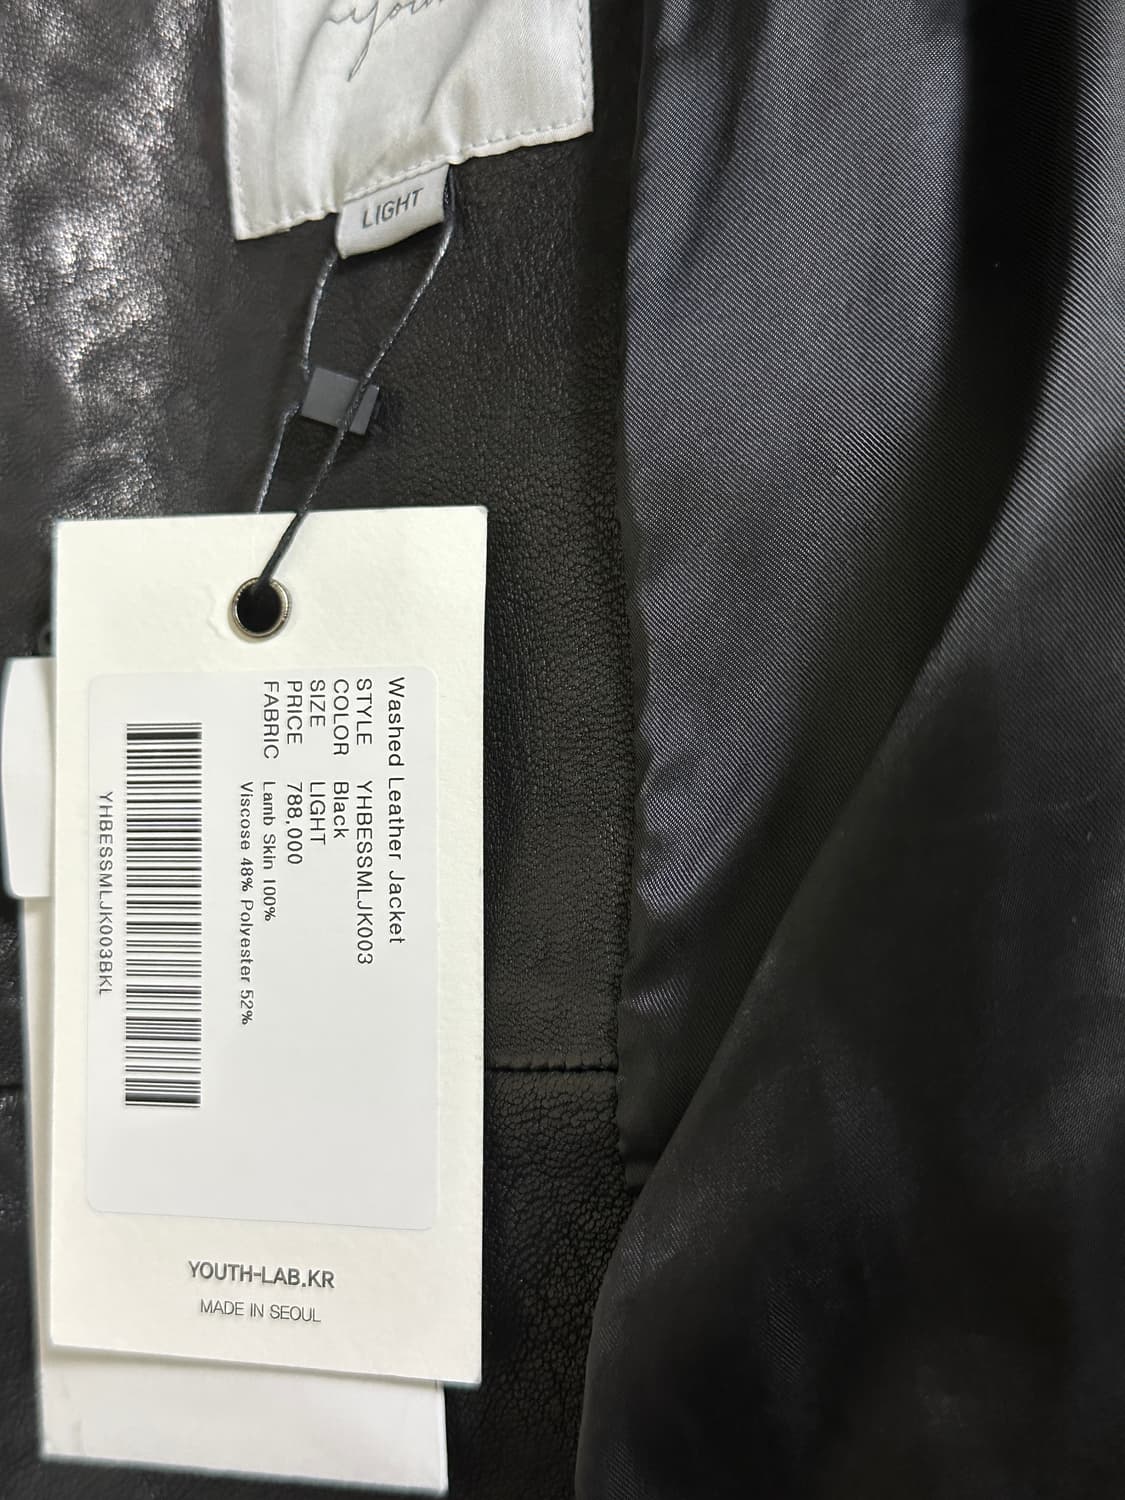 LIGHT
Washed Leather Jacket
STYLE YHBESSMLJK003
COLOR Black
SIZE LIGHT
PRICE 788,000
FABRIC Lamb Skin 100%
Viscose 48% Polyester 52%
YHBESSMLJK003BKL
YOUTH-LAB.KR
MADE IN SEOUL